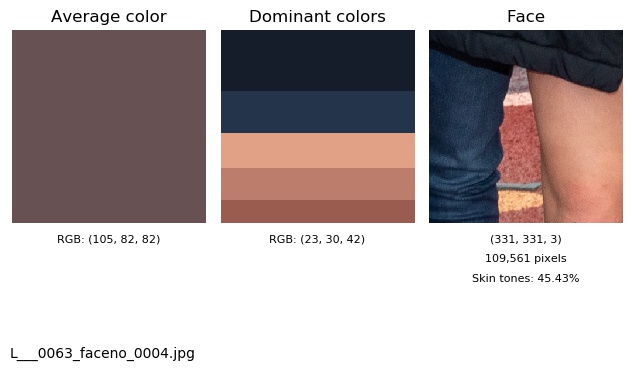 Average color
Dominant colors
Face
RGB: (105, 82, 82)
RGB: (23, 30, 42)
(331, 331, 3)
109,561 pixels
Skin tones: 45.43%
L___0063_faceno_0004.jpg